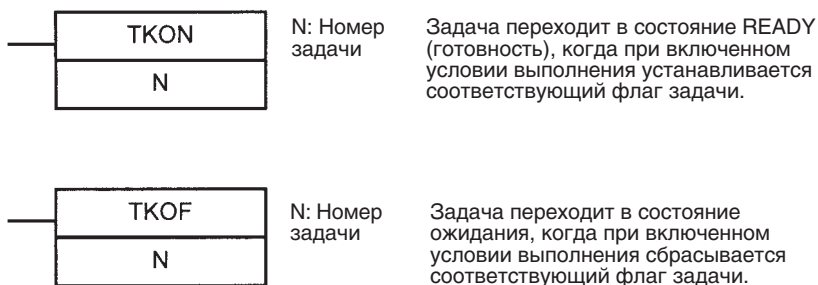 TKON
N
N: Номер
задачи
Задача переходит в состояние READY
(готовность), когда при включенном
условии выполнения устанавливается
соответствующий флаг задачи.
TKOF
N
N: Номер
задачи
Задача переходит в состояние
ожидания, когда при включенном
условии выполнения сбрасывается
соответствующий флаг задачи.